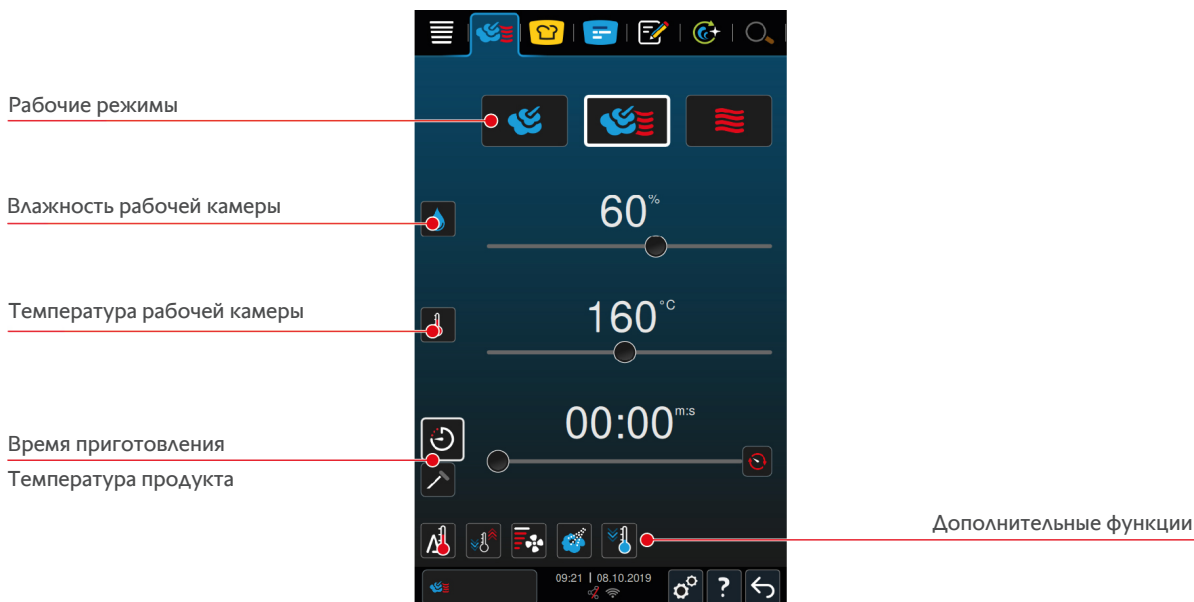 Рабочие режимы
Влажность рабочей камеры
60%
Температура рабочей камеры
160°C
00:00 m:s
Время приготовления
Температура продукта
Дополнительные функции
09:21 | 08.10.2019
?